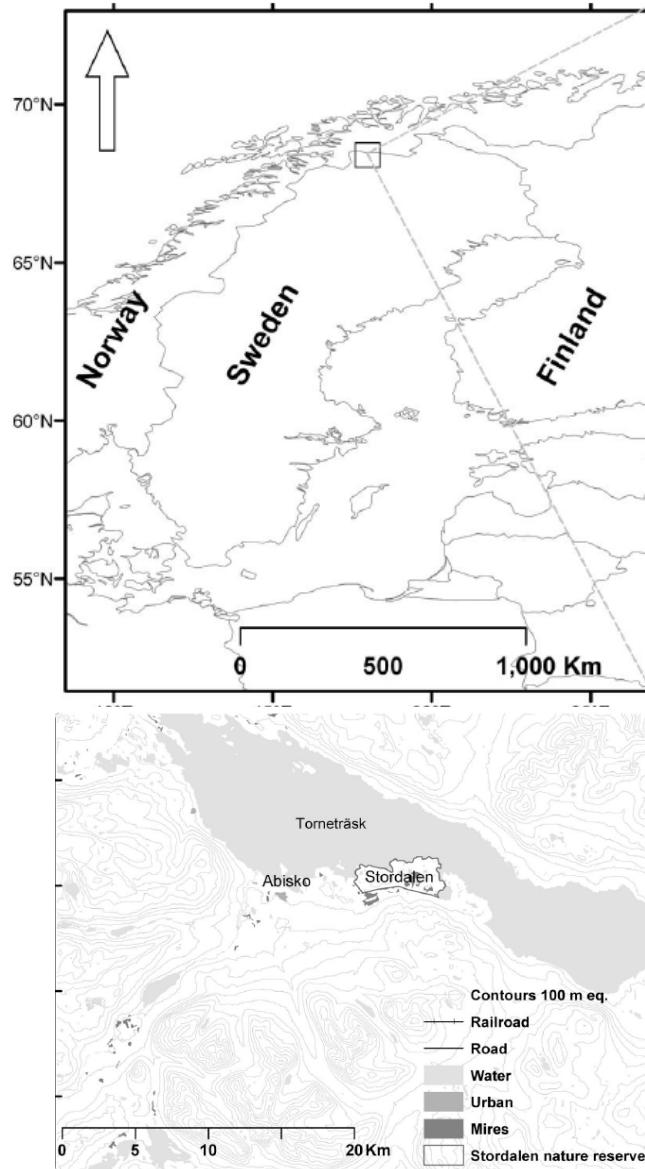 70°N
65°N
60°N
55°N
Norway
Sweden
Finland
0 500 1,000 Km
Torneträsk
Abisko
Stordalen
Contours 100 m eq.
Railroad
Road
Water
Urban
Mires
Stordalen nature reserve
0 5 10 20 Km